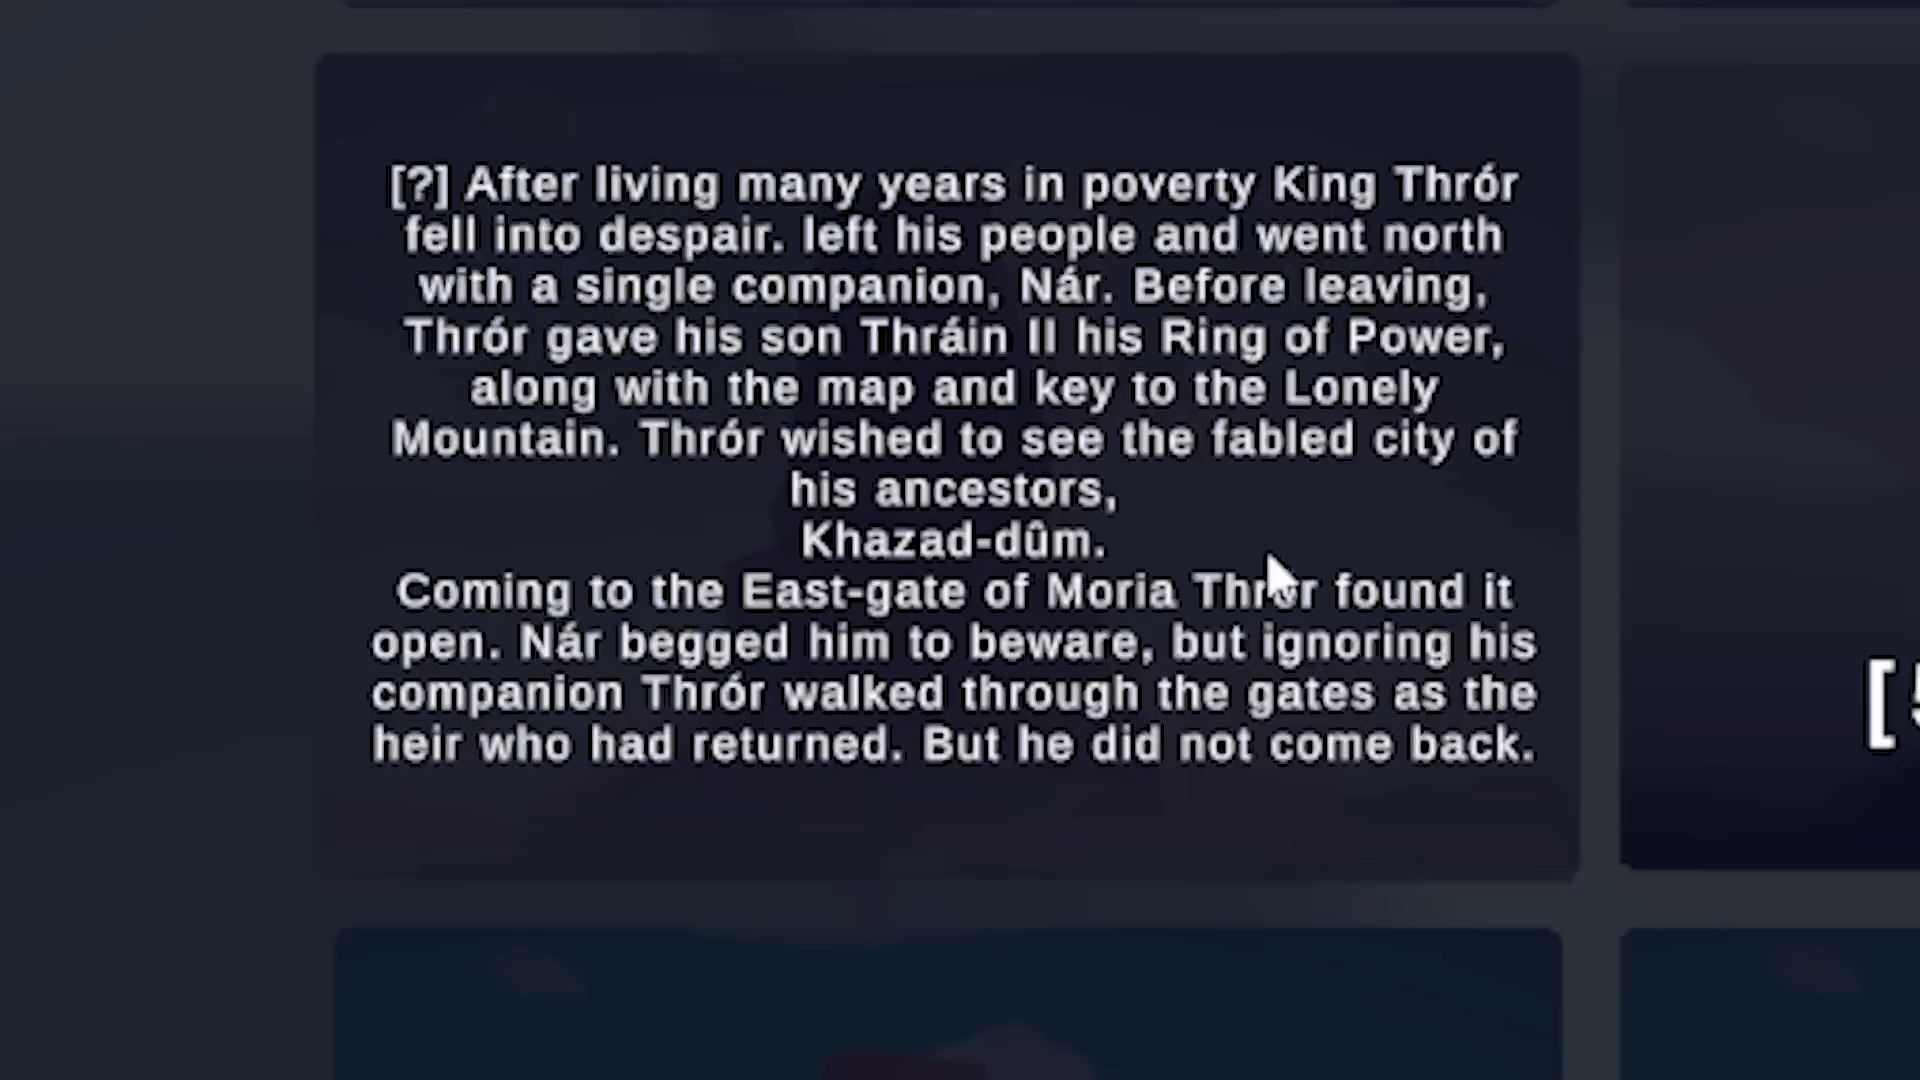 [?] After living many years in poverty King Thrór
fell into despair. left his people and went north
with a single companion, Nár. Before leaving,
Thrór gave his son Thráin II his Ring of Power,
along with the map and key to the Lonely
Mountain. Thrór wished to see the fabled city of
his ancestors,
Khazad-dûm.
Coming to the East-gate of Moria Thrór found it
open. Nár begged him to beware, but ignoring his
companion Thrór walked through the gates as the
heir who had returned. But he did not come back.